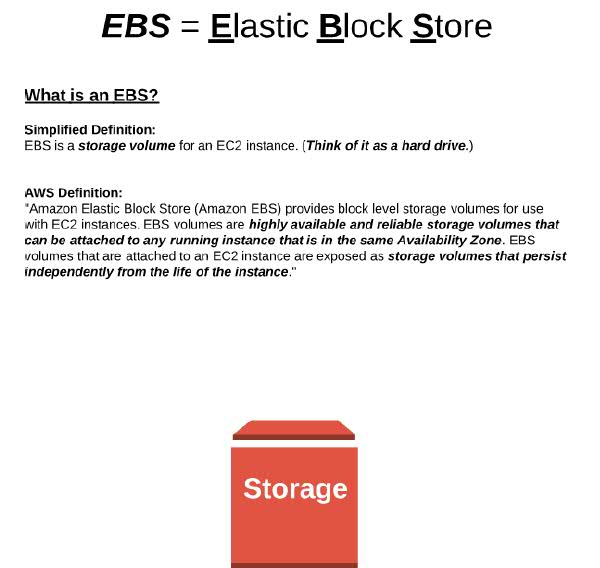 EBS = Elastic Block Store
What is an EBS?
Simplified Definition:
EBS is a storage volume for an EC2 instance. (Think of it as a hard drive.)
AWS Definition:
"Amazon Elastic Block Store (Amazon EBS) provides block level storage volumes for use
with EC2 instances. EBS volumes are highly available and reliable storage volumes that
can be attached to any running instance that is in the same Availability Zone. EBS
volumes that are attached to an EC2 instance are exposed as storage volumes that persist
independently from the life of the instance."
Storage